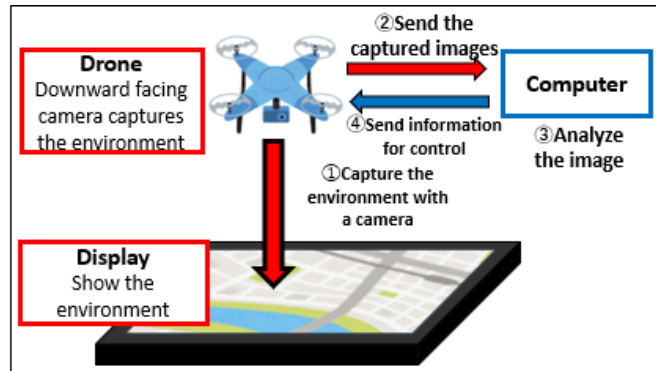 Drone
Downward facing
camera captures
the environment
②Send the
captured images
Computer
④Send information
for control
③Analyze
the image
①Capture the
environment with
a camera
Display
Show the
environment